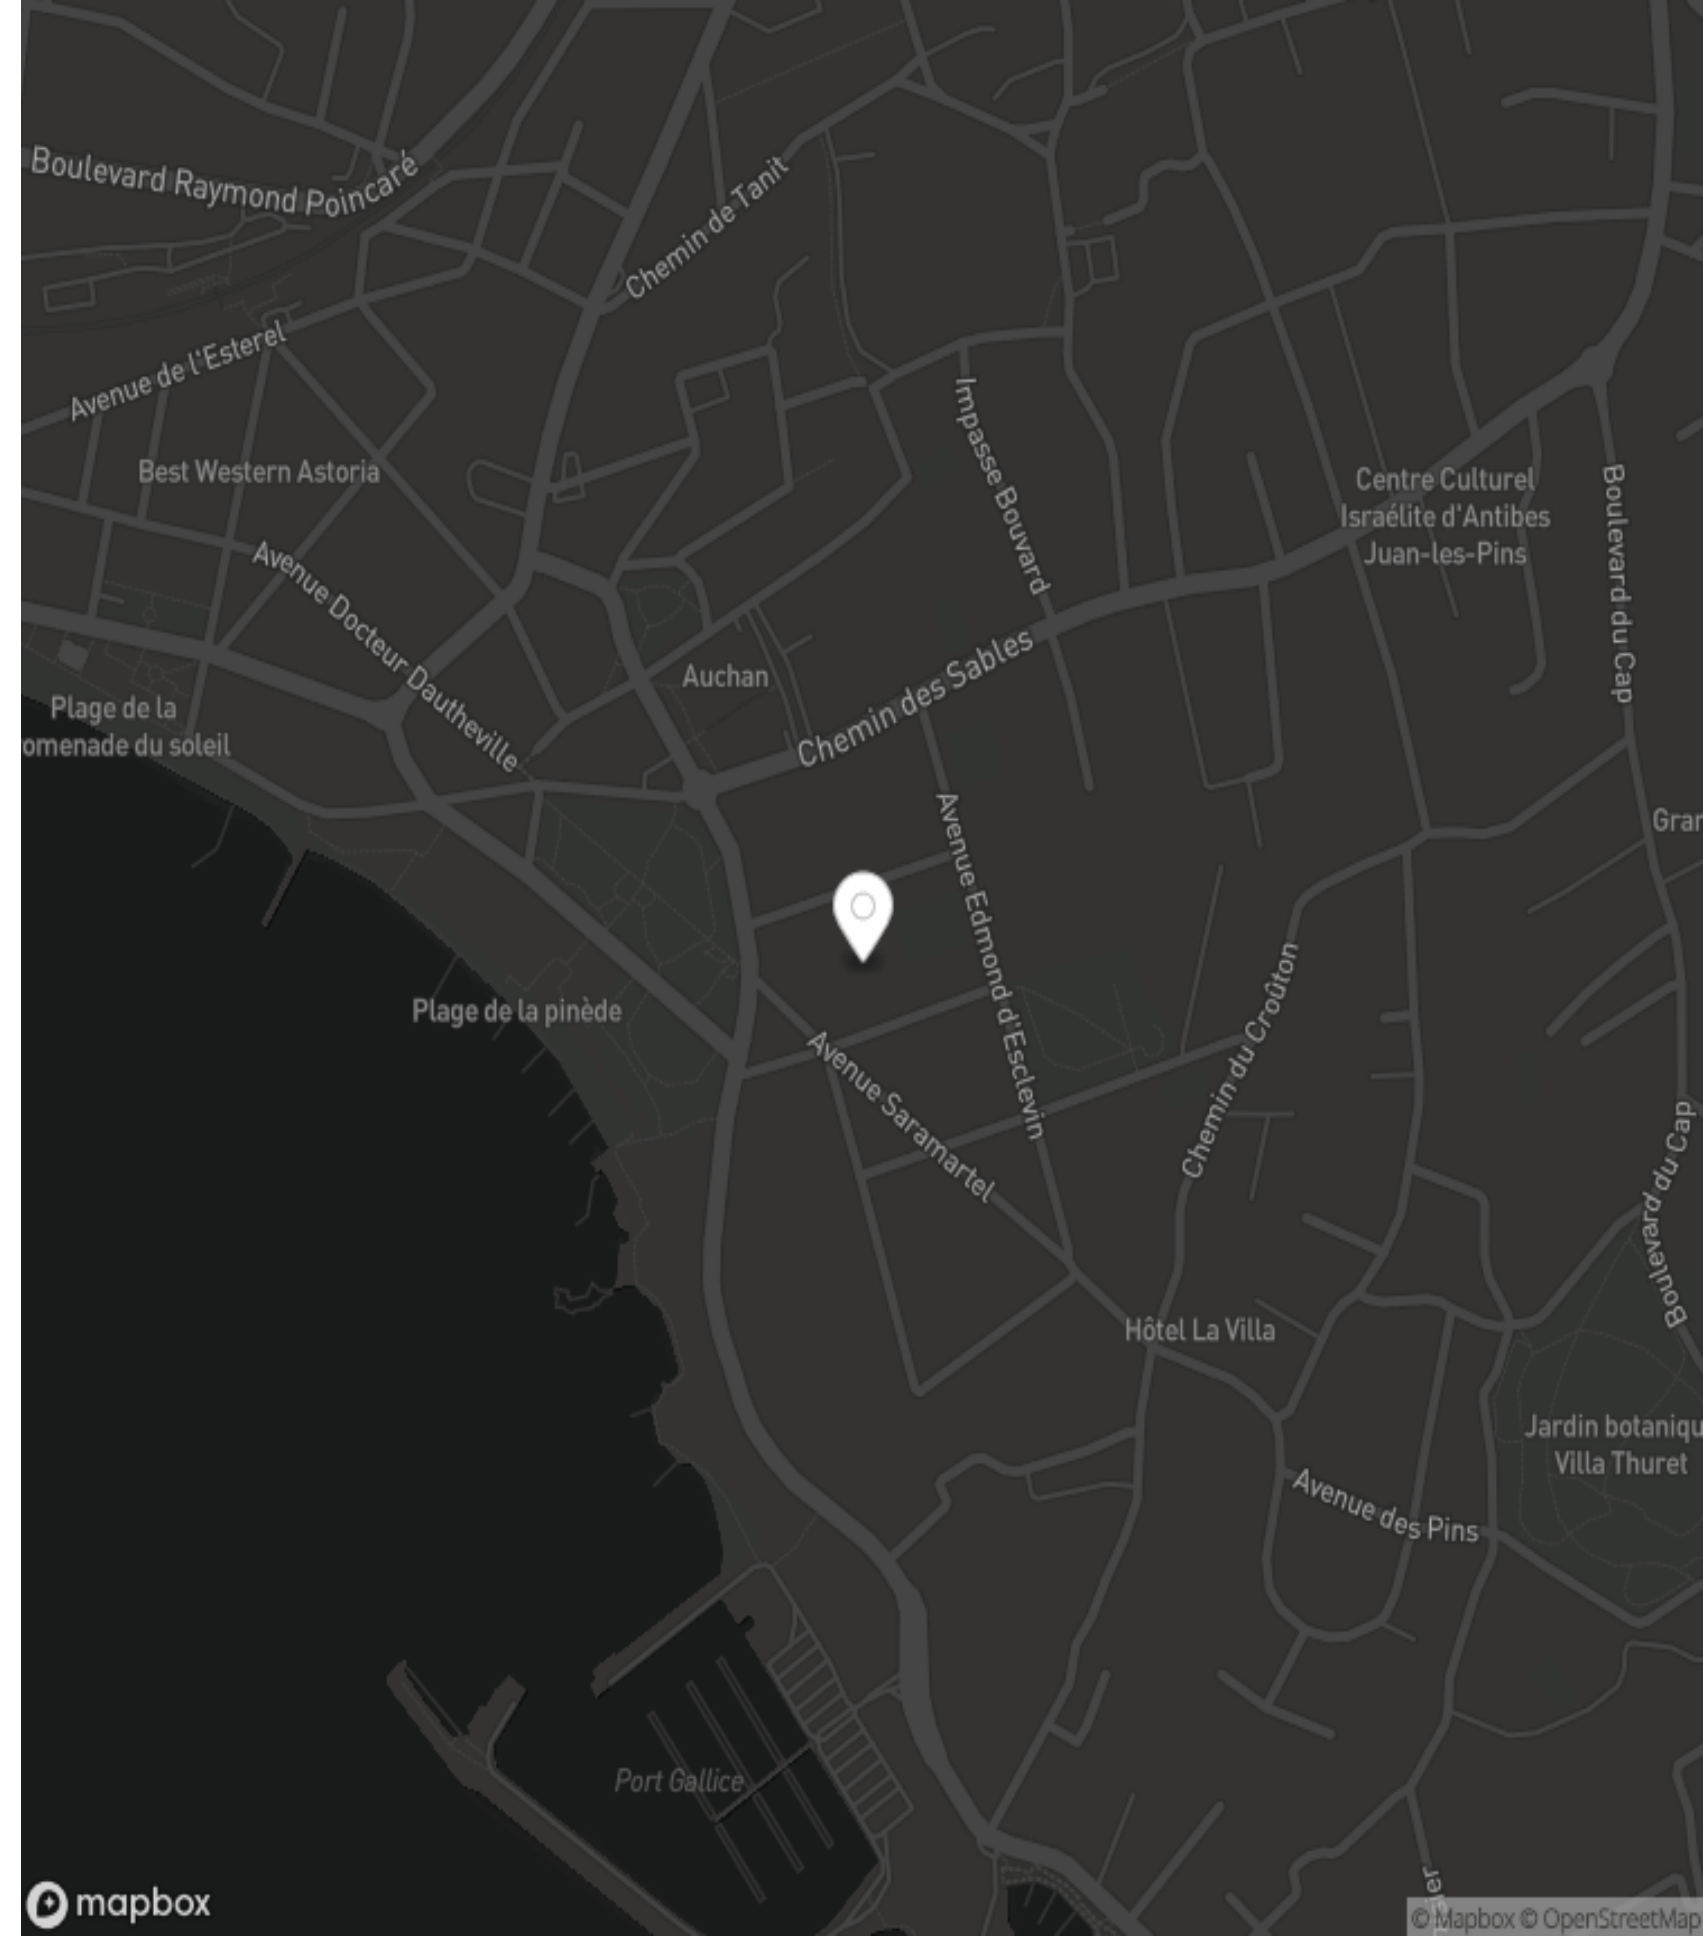 Boulevard Raymond Poincaré
Chemin de Tanit
Avenue de l'Esterel
Best Western Astoria
Impasse Bouvard
Centre Culturel
Israélite d'Antibes
Juan-les-Pins
Boulevard du Cap
Avenue Docteur Dautheville
Auchan
Chemin des Sables
Plage de la
omenade du soleil
Avenue Edmond d'Esclevin
Gran
Plage de la pinède
Chemin du Croûton
Avenue Saramartel
Boulevard du Cap
Hôtel La Villa
Jardin botaniqu
Villa Thuret
Avenue des Pins
Port Gallice
mapbox
© Mapbox © OpenStreetMap